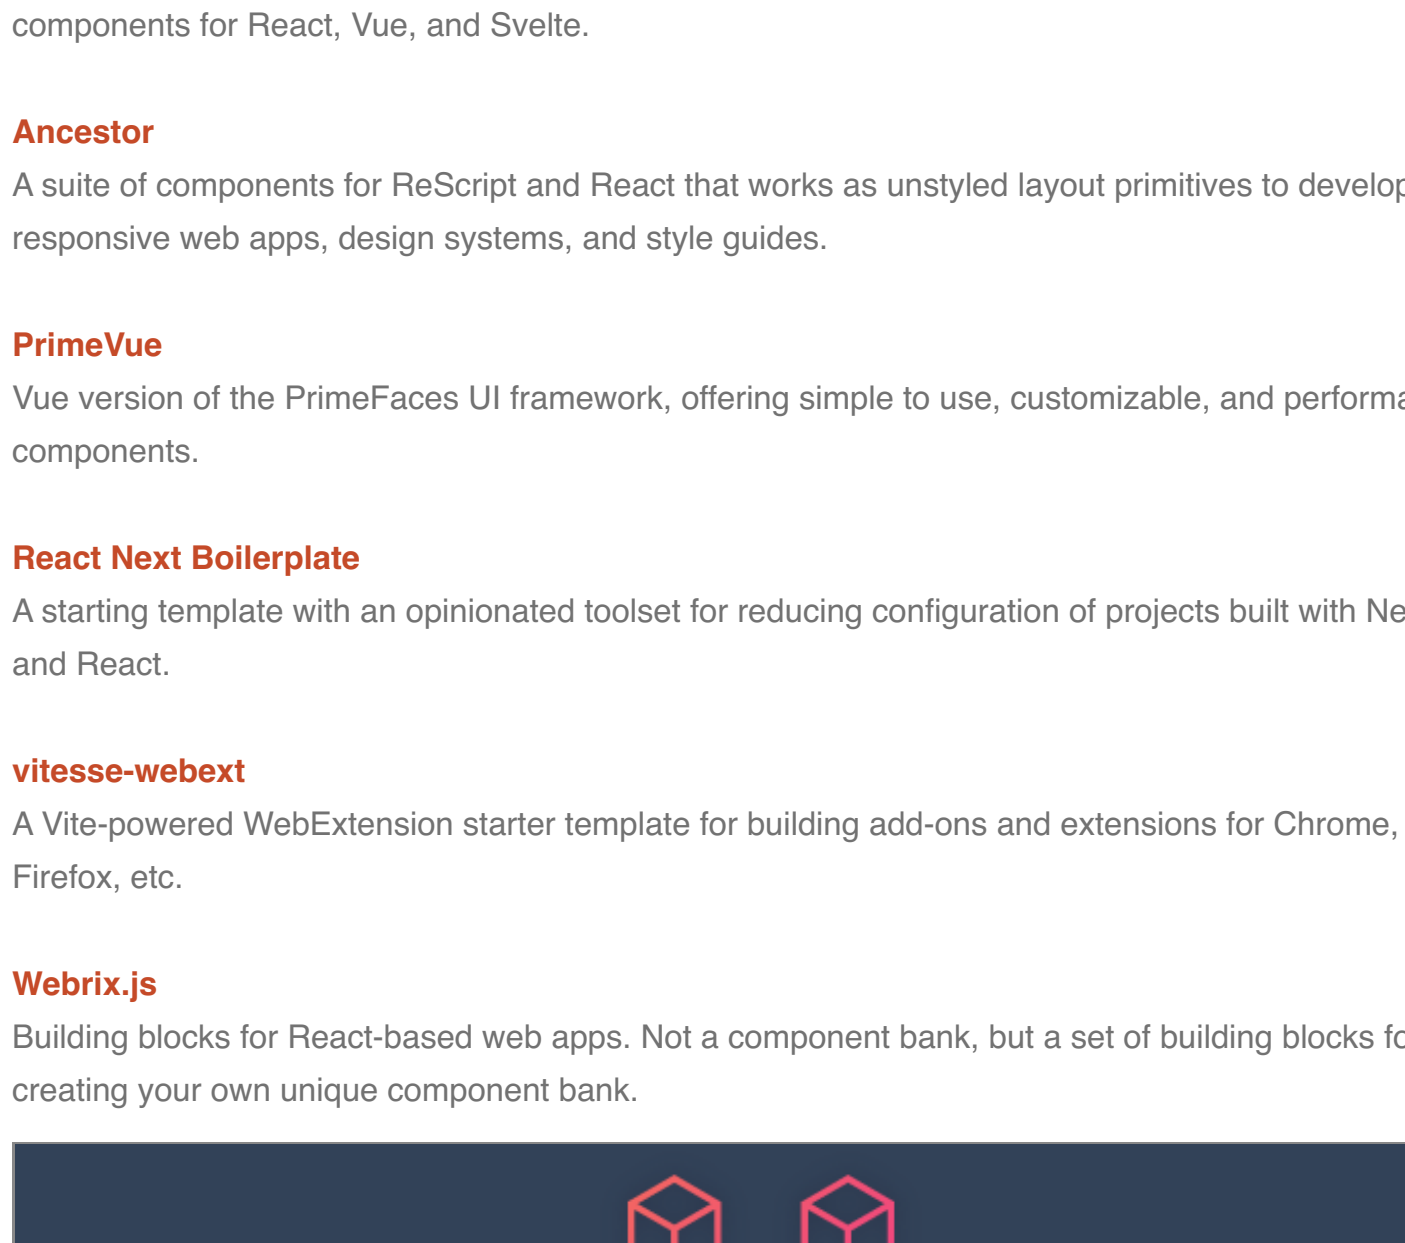 components for React, Vue, and Svelte.
Ancestor
A suite of components for ReScript and React that works as unstyled layout primitives to develop
responsive web apps, design systems, and style guides.
PrimeVue
Vue version of the PrimeFaces UI framework, offering simple to use, customizable, and
components.
React Next Boilerplate
A starting template with an opinionated toolset for reducing configuration of projects built with
and React.
vitesse-webext
A Vite-powered WebExtension starter template for building add-ons and extensions for Chrome,
Firefox, etc.
Webrix.js
Building blocks for React-based web apps. Not a component bank, but a set of building blocks
creating your own unique component bank.